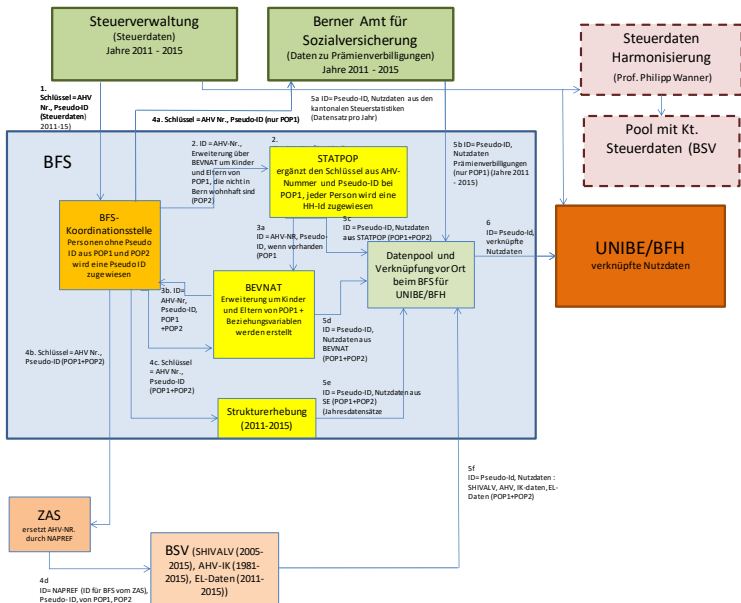 Steuerverwaltung
(Steuerdaten)
Jahre 2011 - 2015
Berner Amt für
Sozialversicherung
(Daten zu Prämienverbilligungen)
Jahre 2011 - 2015
Steuerdaten
Harmonisierung
(Prof. Philipp Wanner)
Pool mit Kt.
Steuerdaten (BSV
1.
Schlüssel = AHV
Nr., Pseudo-ID
(Steuerdaten)
2011-15)
4a. Schlüssel = AHV Nr., Pseudo-ID (nur POP1)
5a ID= Pseudo-ID, Nutzdaten aus den
kantonalen Steuerstatistiken
(Datensatz pro Jahr)
BFS
2. ID = AHV-Nr.,
Erweiterung über
BEVNAT um Kinder
und Eltern von
POP1, die nicht in
Bern wohnhaft sind
(POP2)
2.
STATPOP
ergänzt den Schlüssel aus AHV-
Nummer und Pseudo-ID bei
POP1, jeder Person wird eine
HH-Id zugewiesen
5b ID=Pseudo-ID,
Nutzdaten
Prämienverbilligungen
(nur POP1) (Jahre 2011
- 2015)
BFS-
Koordinationsstelle
Personen ohne Pseudo
ID aus POP1 und POP2
wird eine Pseudo ID
zugewiesen
3a
ID = AHV-NR, Pseudo-
ID, wenn vorhanden
(POP1
5c
ID= Pseudo-ID, Nutzdaten
aus STATPOP (POP1+POP2)
Datenpool und
Verknüpfung vor Ort
beim BFS für
UNIBE/BFH
6
ID= Pseudo-Id,
verknüpfte
Nutzdaten
UNIBE/BFH
verknüpfte Nutzdaten
3b. ID=
AHV-Nr,
Pseudo-ID,
POP1
+POP2
BEVNAT
Erweiterung um Kinder
und Eltern von POP1 +
Beziehungsvariablen
werden erstellt
5d
ID= Pseudo-ID,
Nutzdaten aus
BEVNAT
(POP1+POP2)
4b. Schlüssel = AHV Nr.,
Pseudo-ID (POP1+POP2)
4c. Schlüssel
= AHV Nr.,
Pseudo-ID
(POP1+POP2)
5e
ID = Pseudo-ID, Nutzdaten aus
SE (POP1+POP2)
(Jahresdatensätze
Strukturerhebung
(2011-2015)
5f
ID= Pseudo-Id, Nutzdaten :
SHIVALV, AHV, IK-daten, EL-
Daten (POP1+POP2)
ZAS
ersetzt AHV-NR.
durch NAPREF
BSV (SHIVALV (2005-
2015), AHV-IK (1981-
2015), EL-Daten (2011-
2015))
4d
ID= NAPREF (ID für BFS vom ZAS),
Pseudo- ID, von POP1, POP2